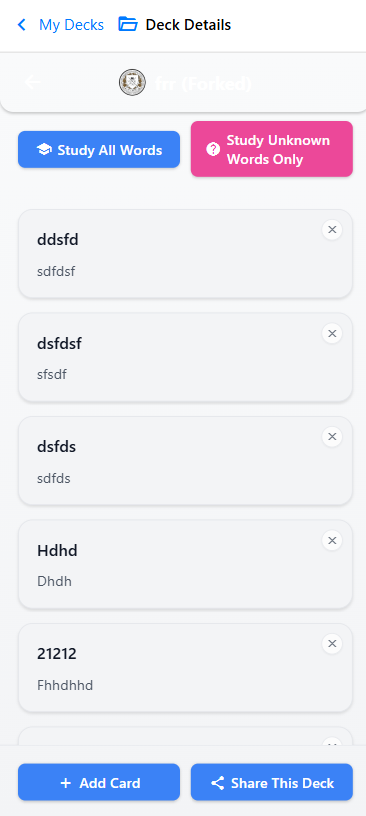 My Decks Deck Details
frr (Forked)
Study All Words
Study Unknown
Words Only
ddsfd
sdfdsf
dsfdsf
sfsdf
dsfds
sdfds
Hdhd
Dhdh
21212
Fhhdhhd
Add Card
Share This Deck